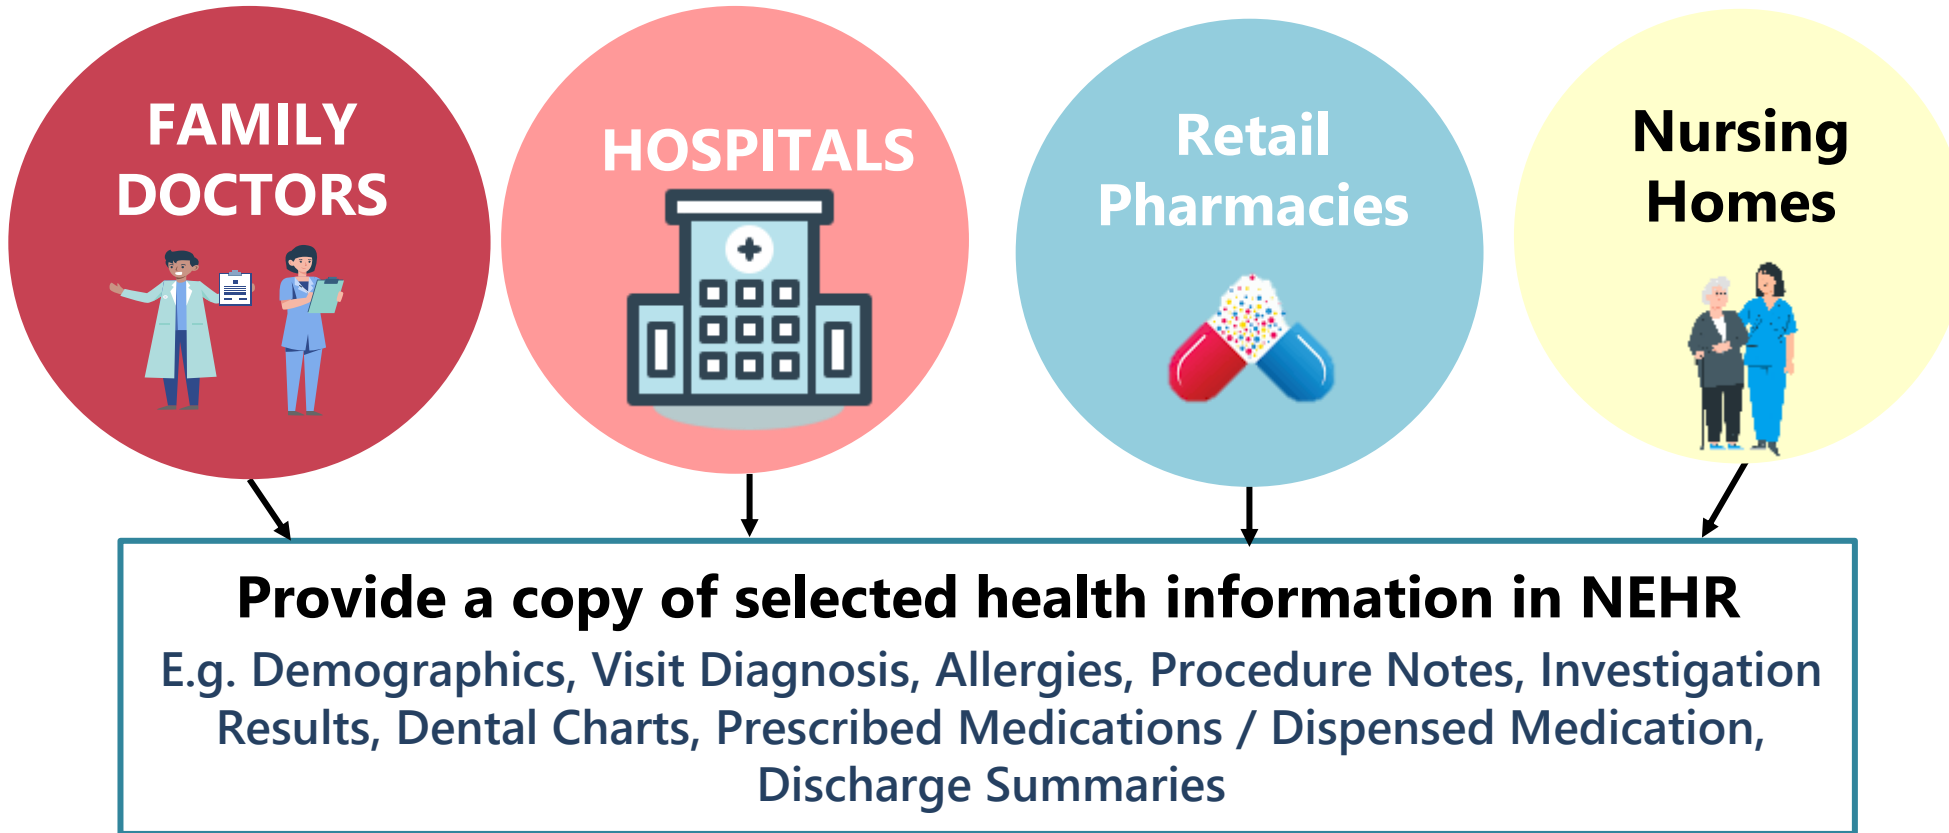 FAMILY
DOCTORS
HOSPITALS
Retail
Pharmacies
Nursing
Homes
Provide a copy of selected health information in NEHR
E.g. Demographics, Visit Diagnosis, Allergies, Procedure Notes, Investigation
Results, Dental Charts, Prescribed Medications / Dispensed Medication,
Discharge Summaries